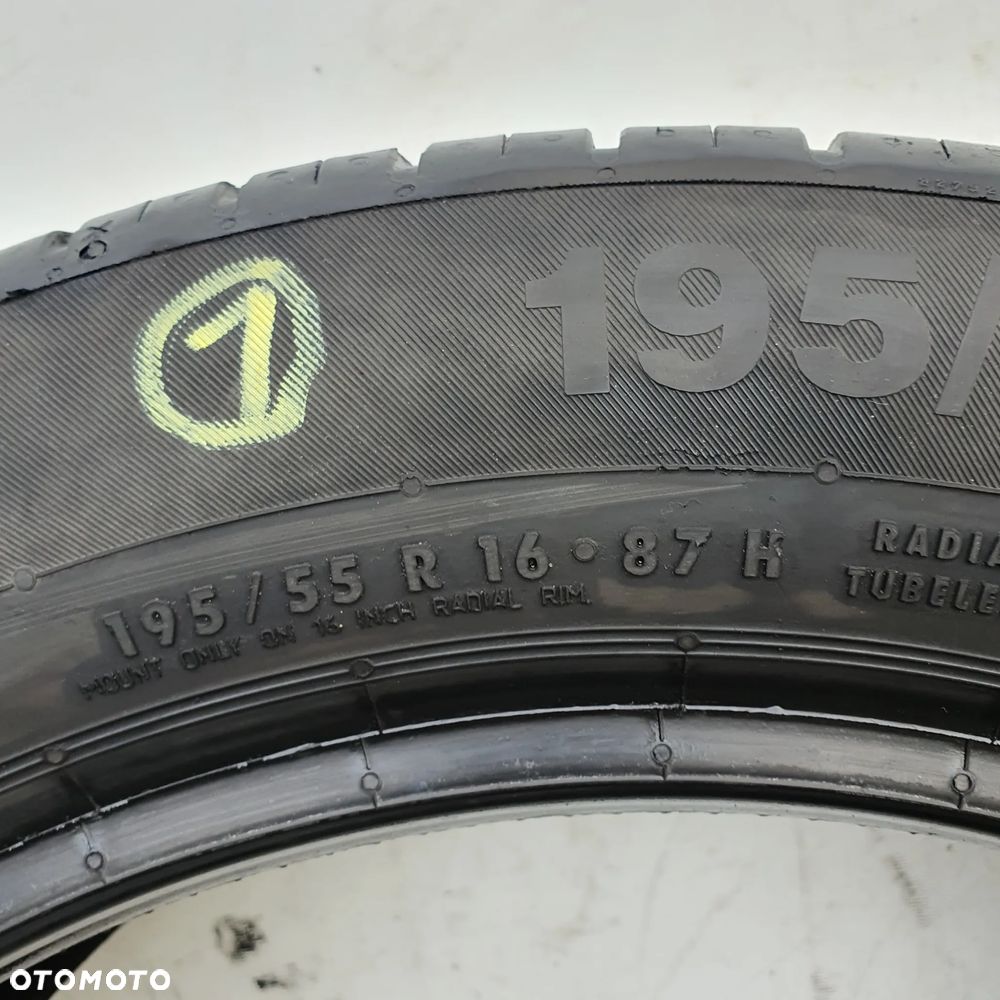 1
195/
195/55 R 16 • 87 H
MOUNT ONLY ON 16 INCH RADIAL RIM.
RADIA
TUBELE
OTOMOTO